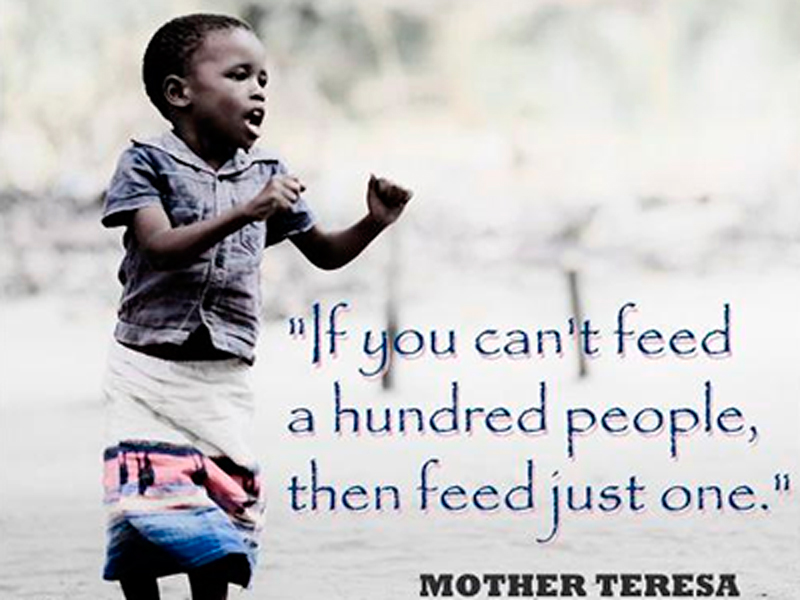 "If you can't feed
a hundred people,
then feed just one."
MOTHER TERESA